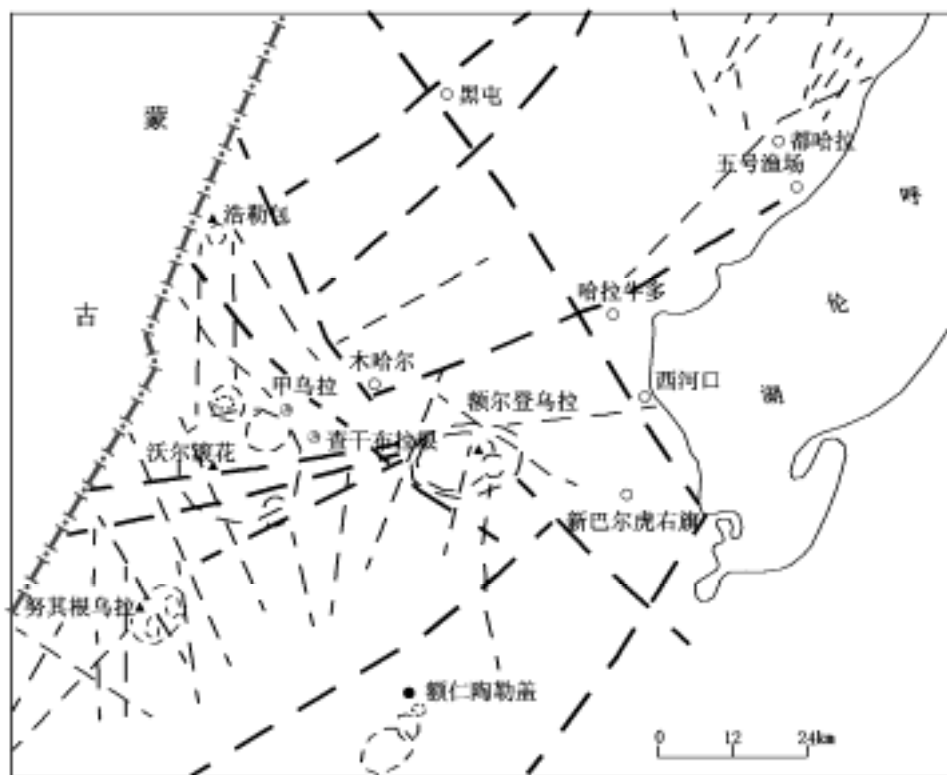 蒙
古
黑屯
都哈拉
五号渔场
呼
伦
湖
浩勒包
哈拉牛多
木哈尔
西河口
甲乌拉
额尔登乌拉
查干布拉根
沃尔镦花
新巴尔虎右旗
努其根乌拉
额仁陶勒盖
0 12 24km